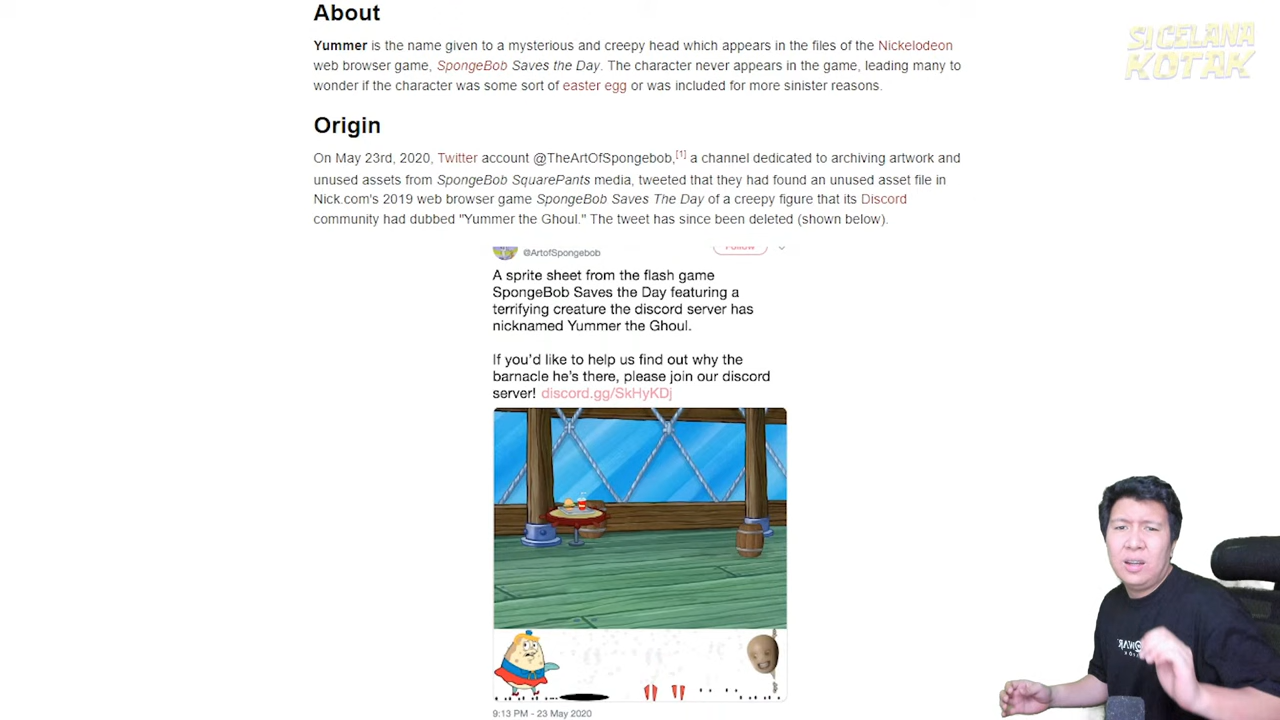 About
SI CELANA
KOTAK
Yummer is the name given to a mysterious and creepy head which appears in the files of the Nickelodeon
web browser game, SpongeBob Saves the Day. The character never appears in the game, leading many to
wonder if the character was some sort of easter egg or was included for more sinister reasons.
Origin
On May 23rd, 2020, Twitter account @TheArtOfSpongebob,[1] a channel dedicated to archiving artwork and
unused assets from SpongeBob SquarePants media, tweeted that they had found an unused asset file in
Nick.com's 2019 web browser game SpongeBob Saves The Day of a creepy figure that its Discord
community had dubbed "Yummer the Ghoul." The tweet has since been deleted (shown below).
Follow
@ArtofSpongebob
A sprite sheet from the flash game
SpongeBob Saves the Day featuring a
terrifying creature the discord server has
nicknamed Yummer the Ghoul.
If you'd like to help us find out why the
barnacle he's there, please join our discord
server! discord.gg/SkHyKDj
9:13 PM - 23 May 2020